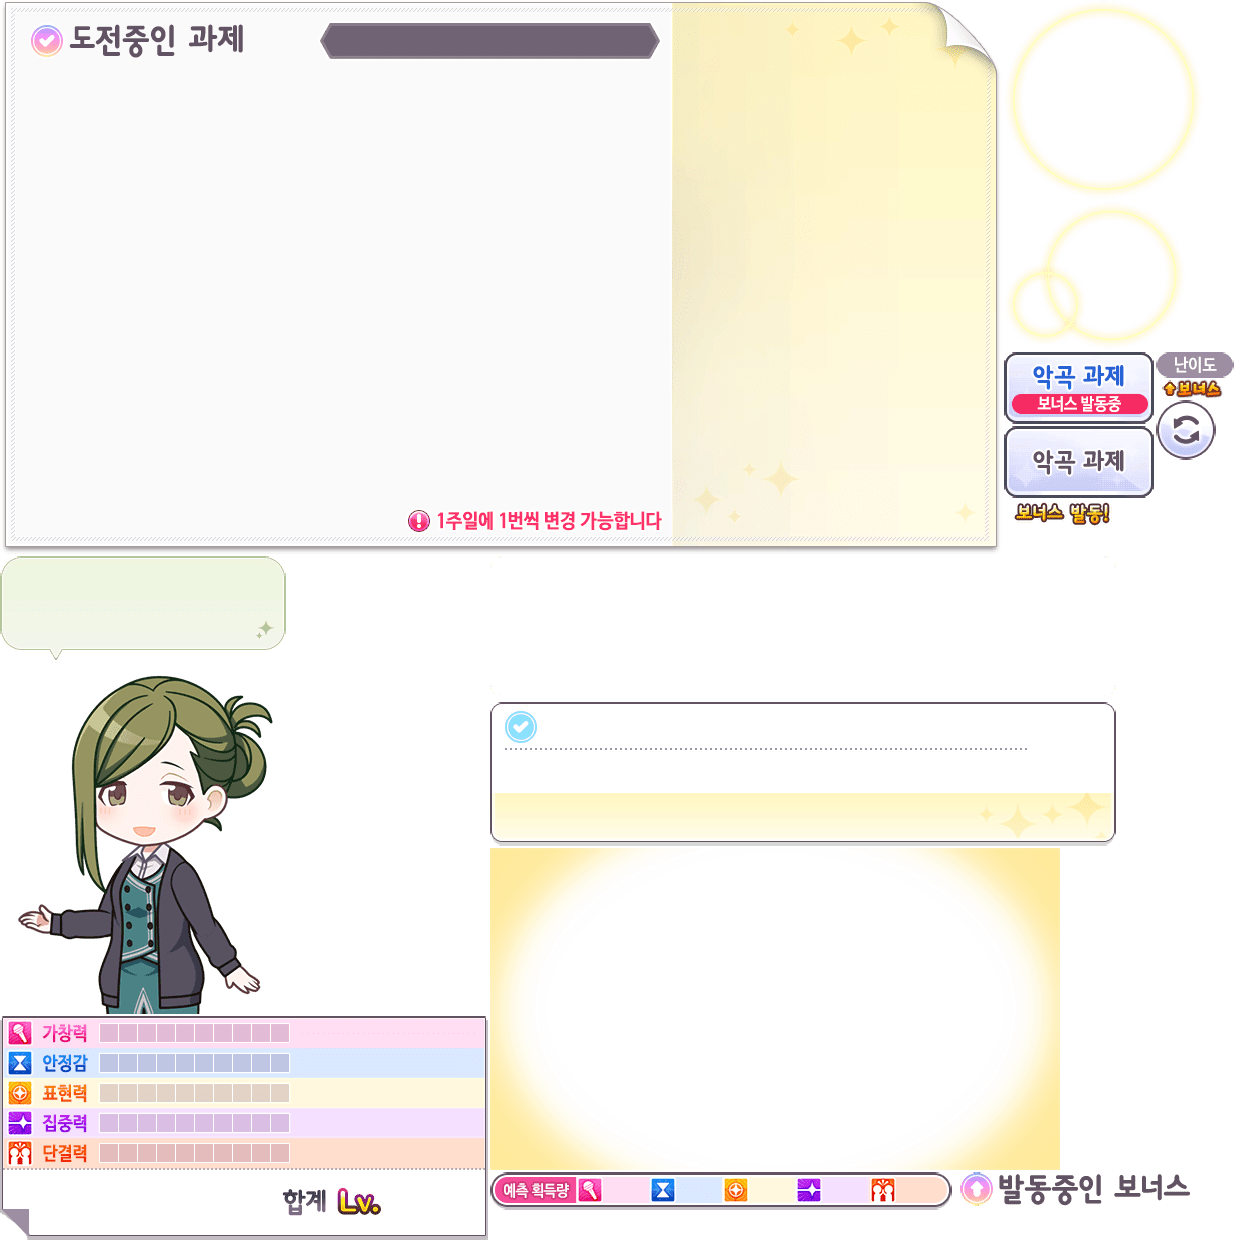 도전중인 과제
1주일에 1번씩 변경 가능합니다
악곡 과제
보너스 발동중
난이도
보너스
악곡 과제
보너스 발동!
가창력
안정감
표현력
집중력
단결력
합계 Lv.
예측 획득량
발동중인 보너스